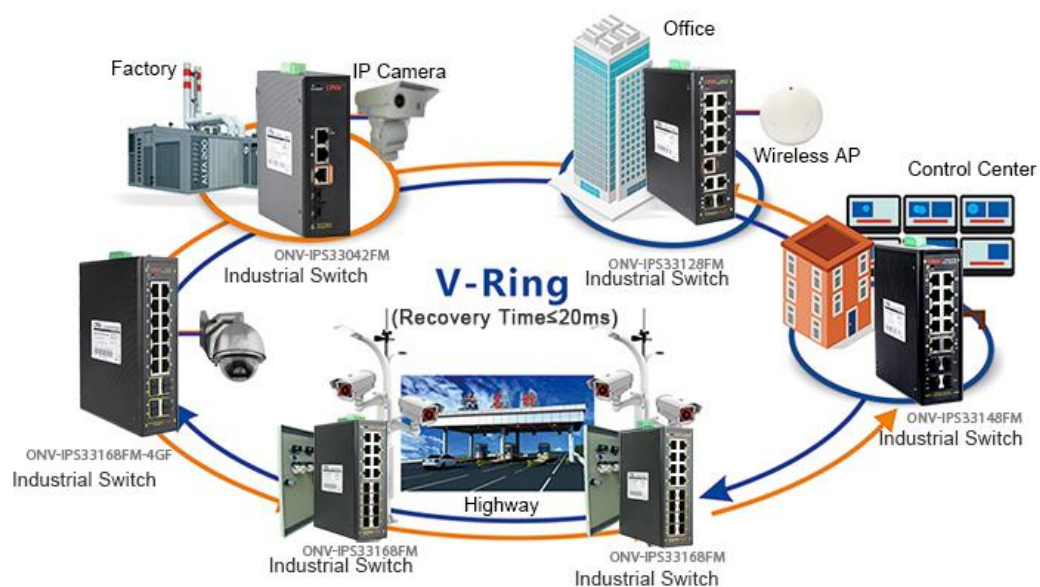 Office
Factory
IP Camera
ALFA 200
Wireless AP
Control Center
ONV-IPS33042FM
Industrial Switch
ONV-IPS33128FM
Industrial Switch
V-Ring
(Recovery Time≤20ms)
ONV-IPS33148FM
Industrial Switch
ONV-IPS33168FM-4GF
Industrial Switch
Highway
ONV-IPS33168FM
Industrial Switch
ONV-IPS33168FM
Industrial Switch